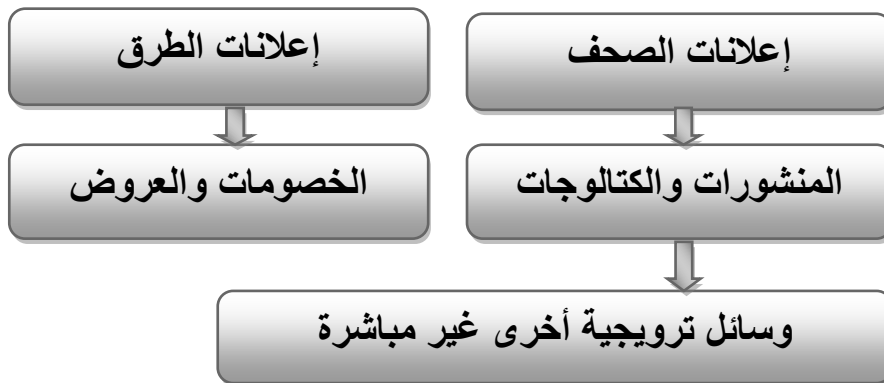 إعلانات الصحف
إعلانات الطرق
المنشورات والكتالوجات
الخصومات والعروض
وسائل ترويجية أخرى غير مباشرة